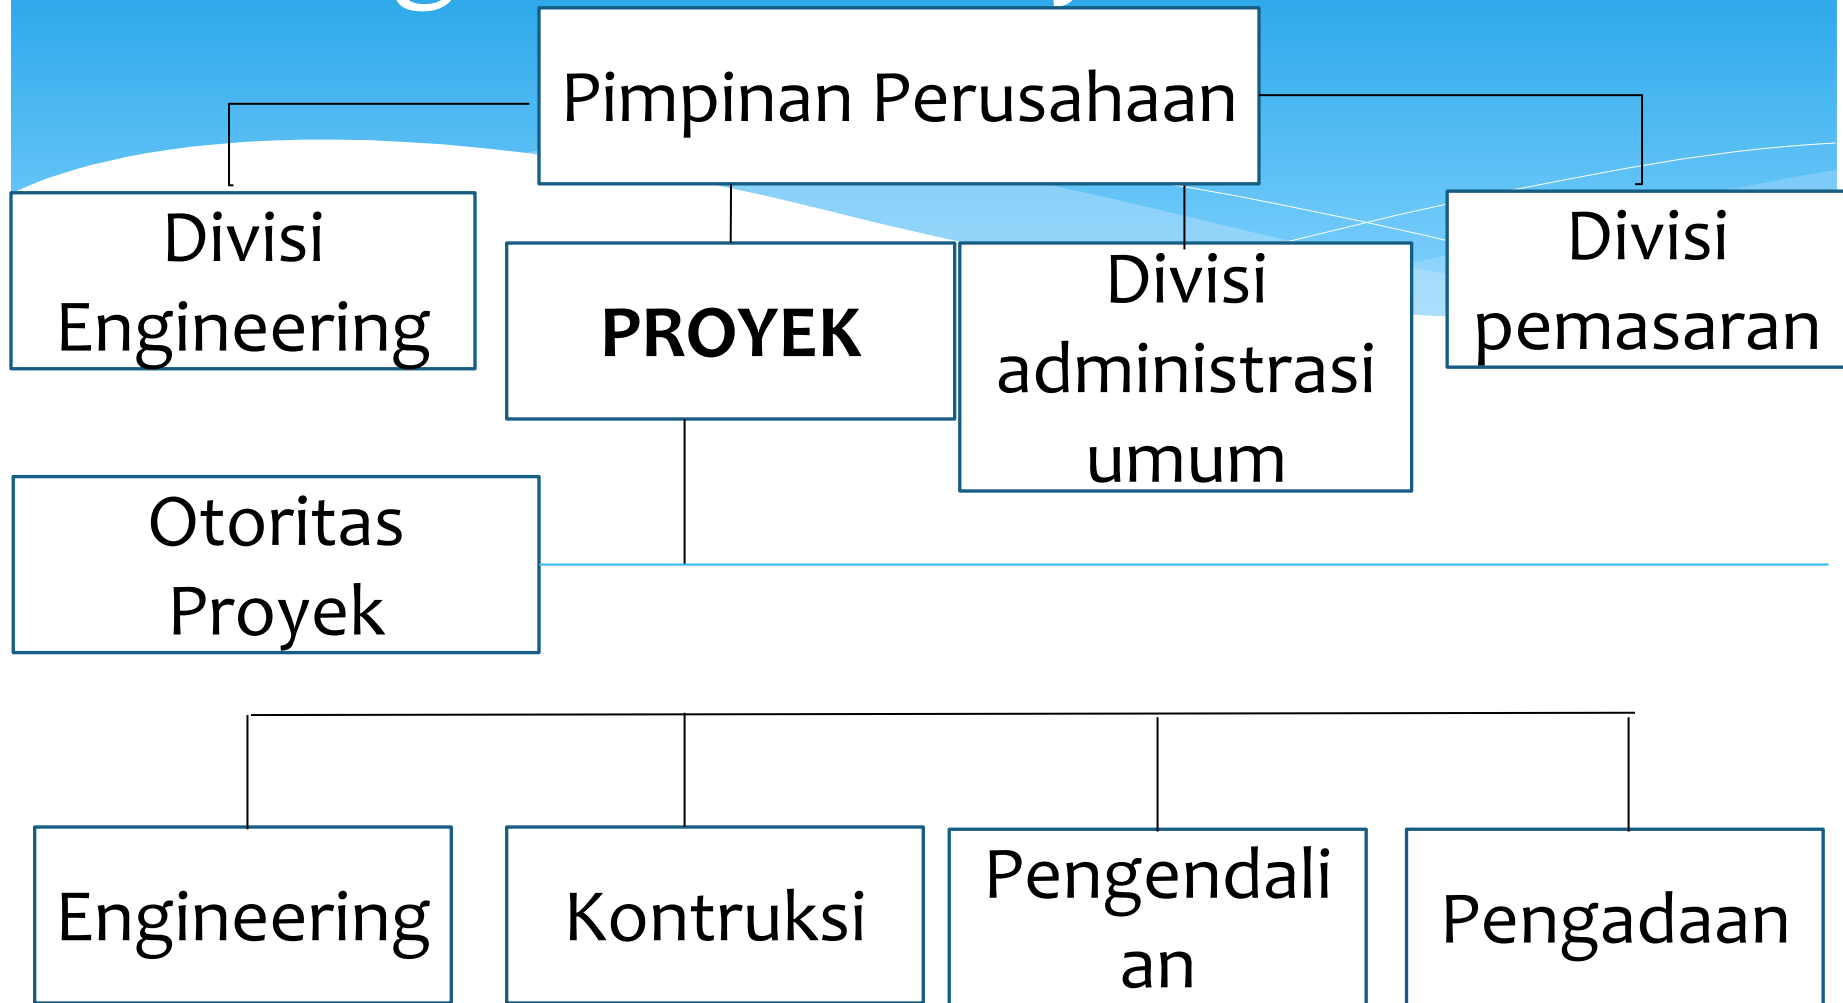 Pimpinan Perusahaan
Divisi
Engineering
PROYEK
Divisi
administrasi
umum
Divisi
pemasaran
Otoritas
Proyek
Engineering
Kontruksi
Pengendali
an
Pengadaan